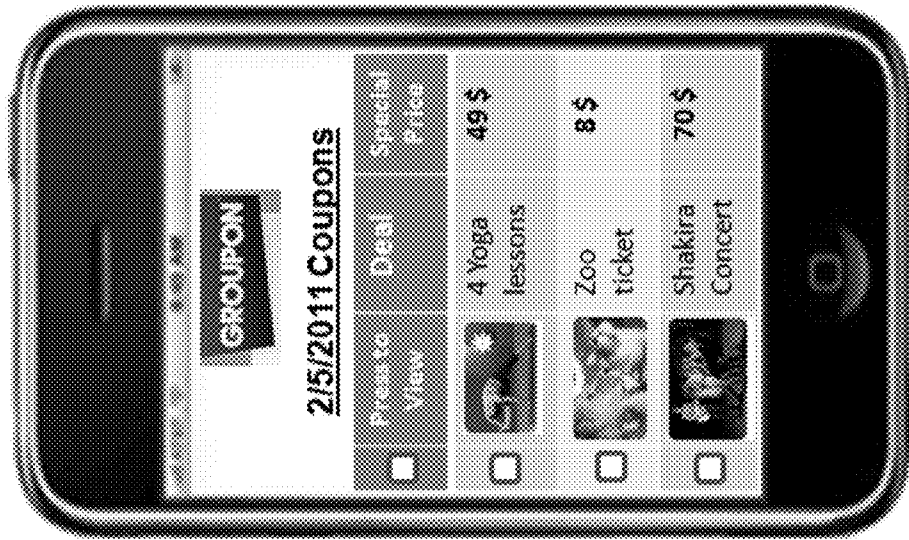 GROUPON
2/5/2011 Coupons
Press to View Deal Special Price
4 Yoga lessons 49 $
Zoo ticket 8 $
Shakira Concert 70 $